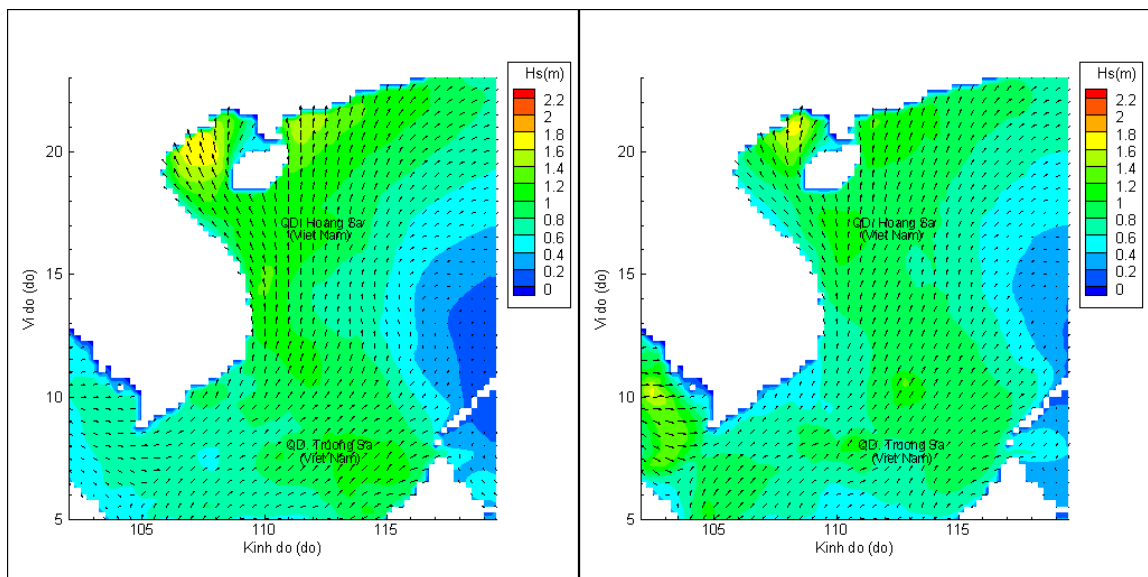 Hs(m)
2.2
2
1.8
1.6
1.4
1.2
1
0.8
0.6
0.4
0.2
0
20
15
10
5
Vi do (do)
QD. Hoang Sa
(Viet Nam)
QD. Truong Sa
(Viet Nam)
105
110
115
Kinh do (do)
Hs(m)
2.2
2
1.8
1.6
1.4
1.2
1
0.8
0.6
0.4
0.2
0
20
15
10
5
Vi do (do)
QD. Hoang Sa
(Viet Nam)
QD. Truong Sa
(Viet Nam)
105
110
115
Kinh do (do)